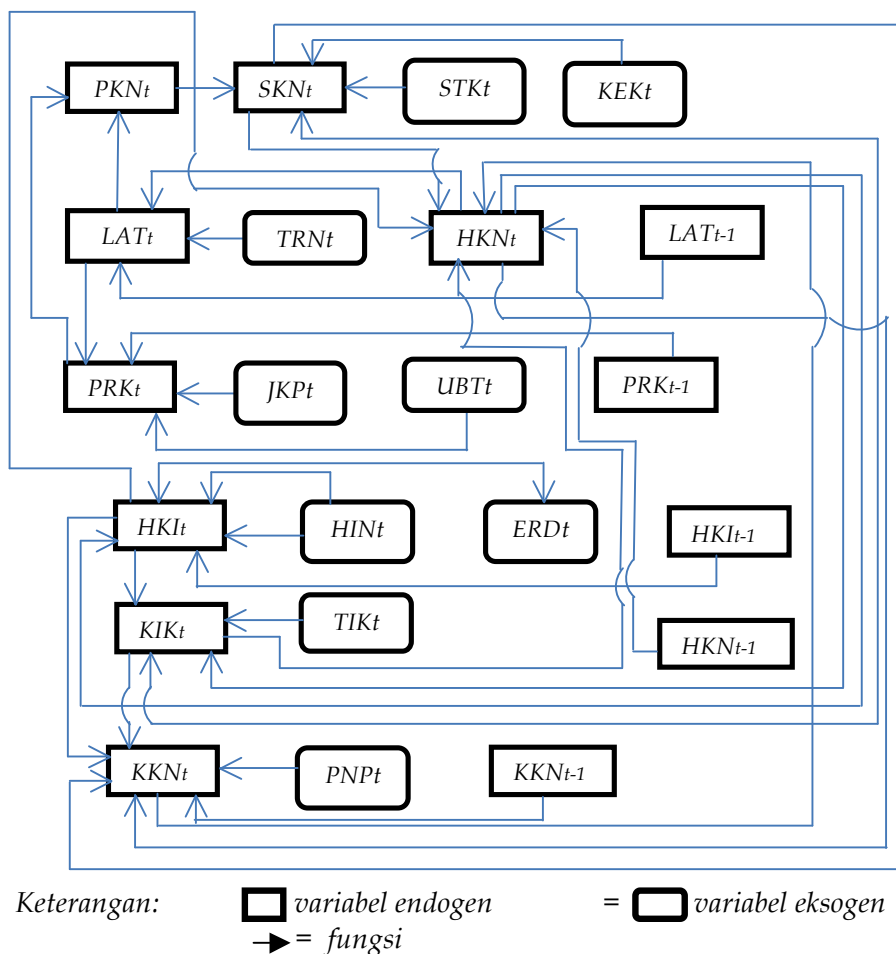 PKNt SKNt STKt KEKt
LATt TRNt HKNt LATt-1
PRKt JKPt UBTt PRKt-1
HKIt HINt ERDt HKIt-1
KIKt TIKt HKNt-1
KKNt PNPt KKNt-1
Keterangan: variabel endogen = variabel eksogen
= fungsi